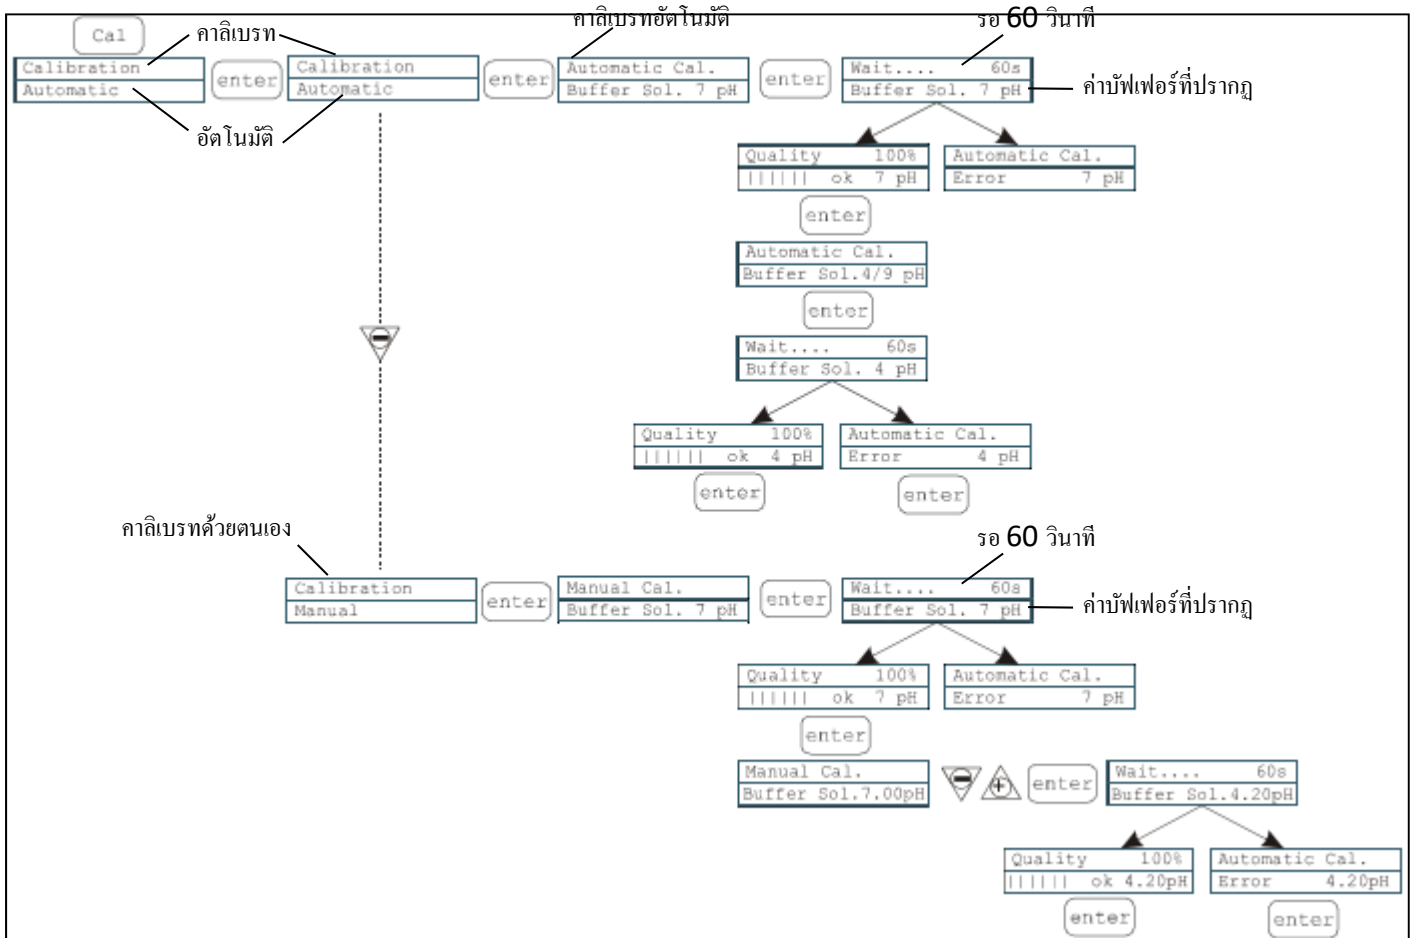 คาลิเบรทอัตโนมัติ
รอ 60 วินาที
Cal
คาลิเบรท
Calibration
Automatic
enter
Calibration
Automatic
enter
Automatic Cal.
Buffer Sol. 7 pH
enter
Wait.... 60s
Buffer Sol. 7 pH
ค่าบัฟเฟอร์ที่ปรากฏ
อัตโนมัติ
Quality 100%
|||||| ok 7 pH
Automatic Cal.
Error 7 pH
enter
Automatic Cal.
Buffer Sol.4/9 pH
enter
Wait.... 60s
Buffer Sol. 4 pH
Quality 100%
|||||| ok 4 pH
Automatic Cal.
Error 4 pH
enter
enter
คาลิเบรทด้วยตนเอง
รอ 60 วินาที
Calibration
Manual
enter
Manual Cal.
Buffer Sol. 7 pH
enter
Wait.... 60s
Buffer Sol. 7 pH
ค่าบัฟเฟอร์ที่ปรากฏ
Quality 100%
|||||| ok 7 pH
Automatic Cal.
Error 7 pH
enter
Manual Cal.
Buffer Sol.7.00pH
enter
Wait.... 60s
Buffer Sol.4.20pH
Quality 100%
|||||| ok 4.20pH
Automatic Cal.
Error 4.20pH
enter
enter